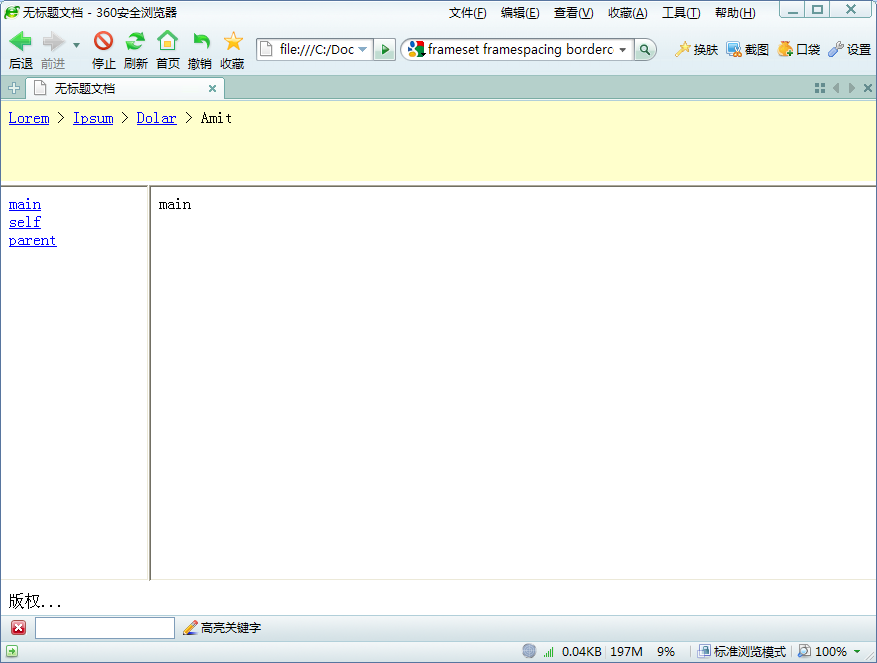 无标题文档 - 360安全浏览器
文件(F) 编辑(E) 查看(V) 收藏(A) 工具(T) 帮助(H)
后退 前进 停止 刷新 首页 撤销 收藏
file:///C:/Doc
frameset framespacing borderc
换肤 截图 口袋 设置
无标题文档
Lorem > Ipsum > Dolar > Amit
main
self
parent
main
版权...
高亮关键字
0.04KB 197M 9% 标准浏览模式 100%